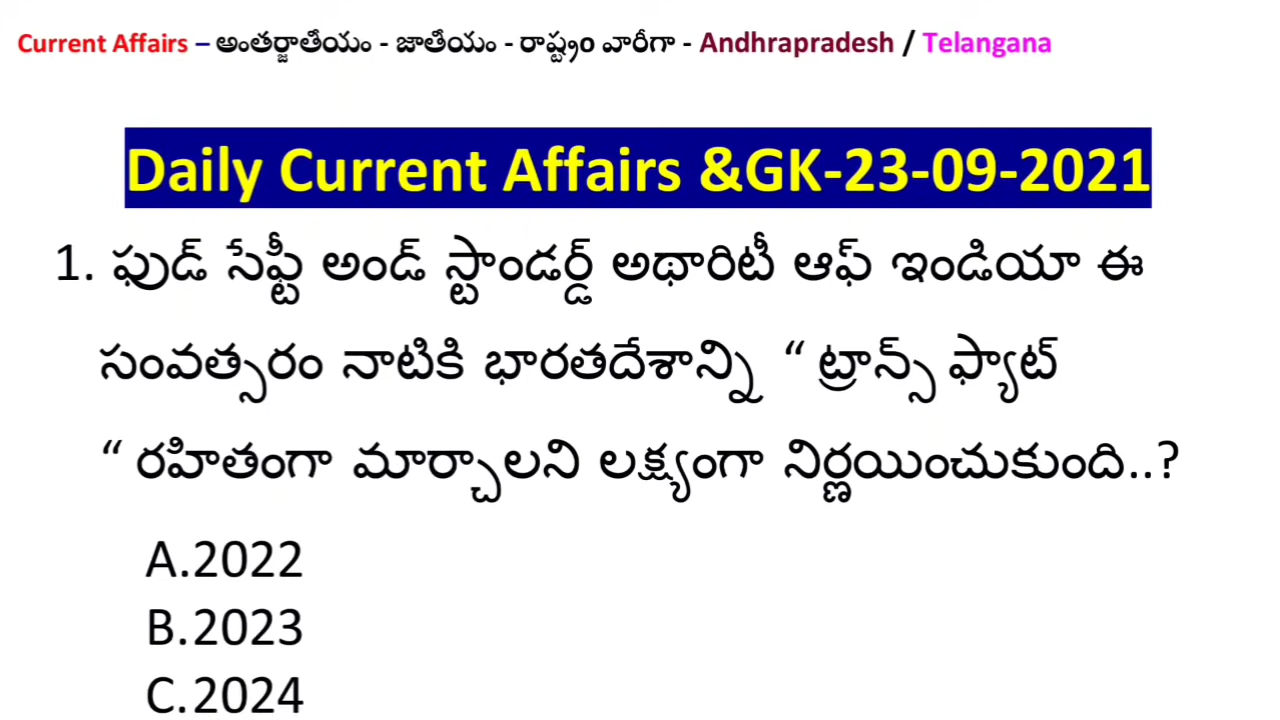 Current Affairs – అంతర్జాతీయం - జాతీయం - రాష్ట్రం వారీగా - Andhrapradesh / Telangana
Daily Current Affairs &GK-23-09-2021
1. ఫుడ్ సేఫ్టీ అండ్ స్టాండర్డ్ అథారిటీ ఆఫ్ ఇండియా ఈ
సంవత్సరం నాటికి భారతదేశాన్ని “ ట్రాన్స్ ఫ్యాట్
“ రహితంగా మార్చాలని లక్ష్యంగా నిర్ణయించుకుంది..?
A.2022
B.2023
C.2024